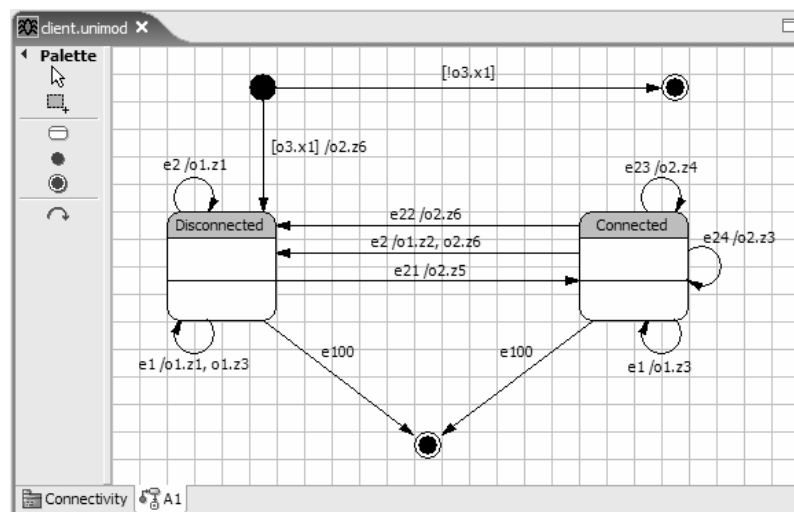 client.unimod
Palette
[!o3.x1]
[o3.x1] /o2.z6
e2 /o1.z1
e23 /o2.z4
Disconnected
e22 /o2.z6
Connected
e24 /o2.z3
e2 /o1.z2, o2.z6
e21 /o2.z5
e1 /o1.z1, o1.z3
e100
e100
e1 /o1.z3
Connectivity
A1